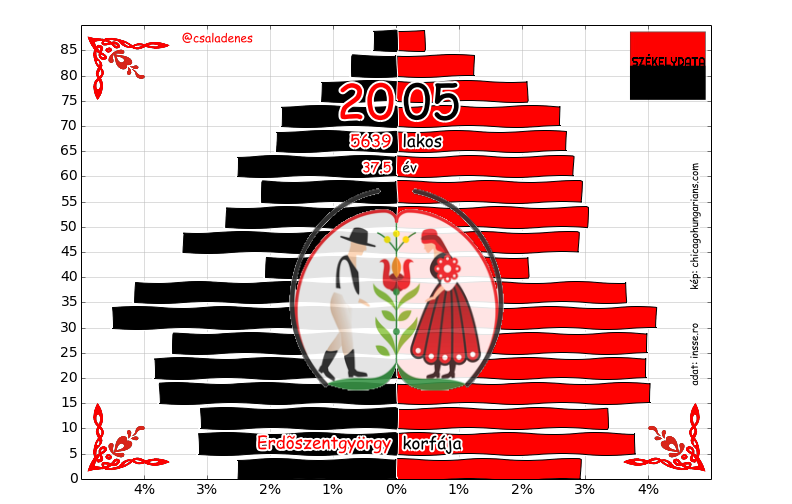 @csaladenes
SZÉKELYDATA
2005
5639 lakos
37.5 év
kép: chicagohungarians.com
adat: insse.ro
Erdőszentgyörgy korfája
85
80
75
70
65
60
55
50
45
40
35
30
25
20
15
10
5
0
4% 3% 2% 1% 0% 1% 2% 3% 4%